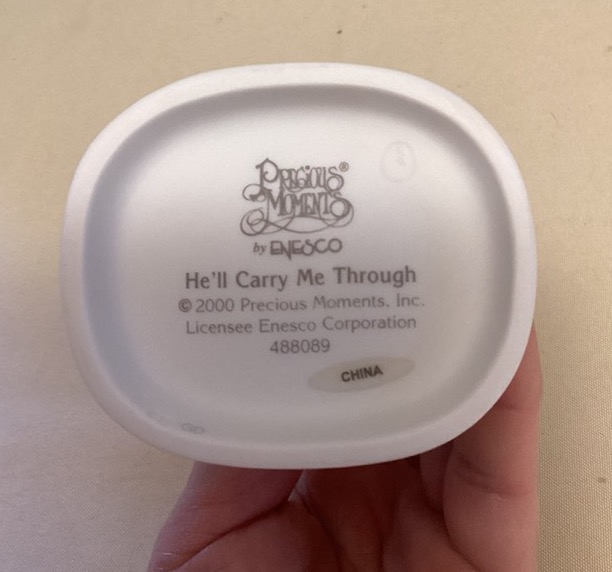 PRECIOUS®
MOMENTS
by ENESCO
He'll Carry Me Through
© 2000 Precious Moments, Inc.
Licensee Enesco Corporation
488089
CHINA